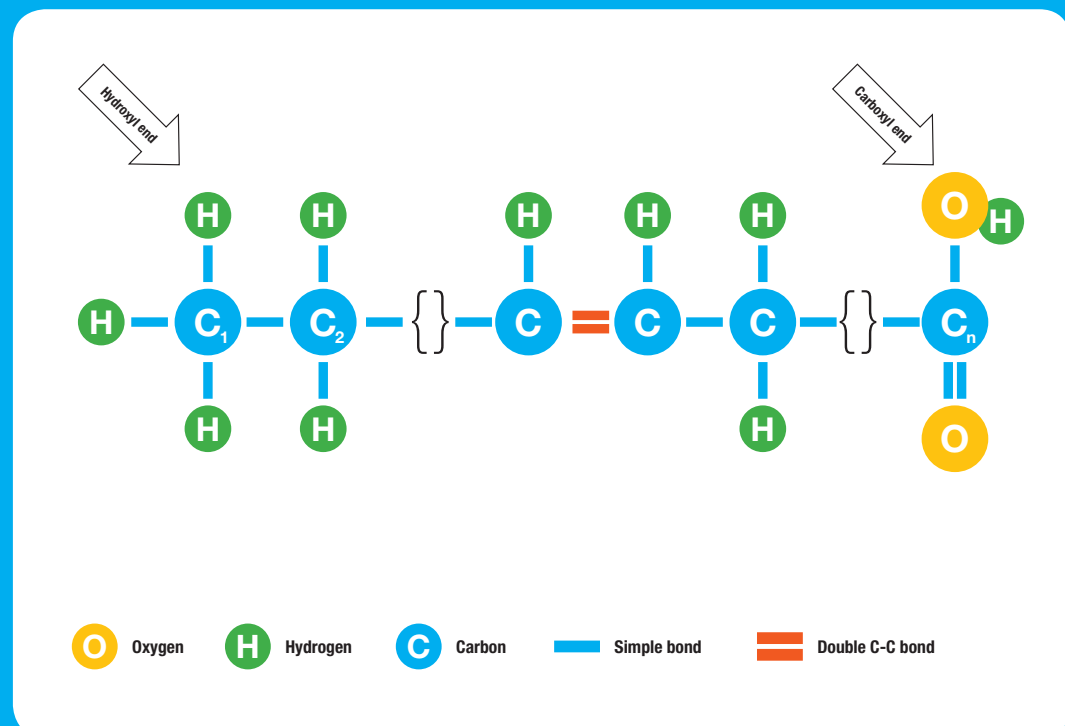 Hydroxyl end
Carboxyl end
H H H H H O H
H C1 C2 { } C C C { } Cn
H H H O
O Oxygen H Hydrogen C Carbon Simple bond Double C-C bond